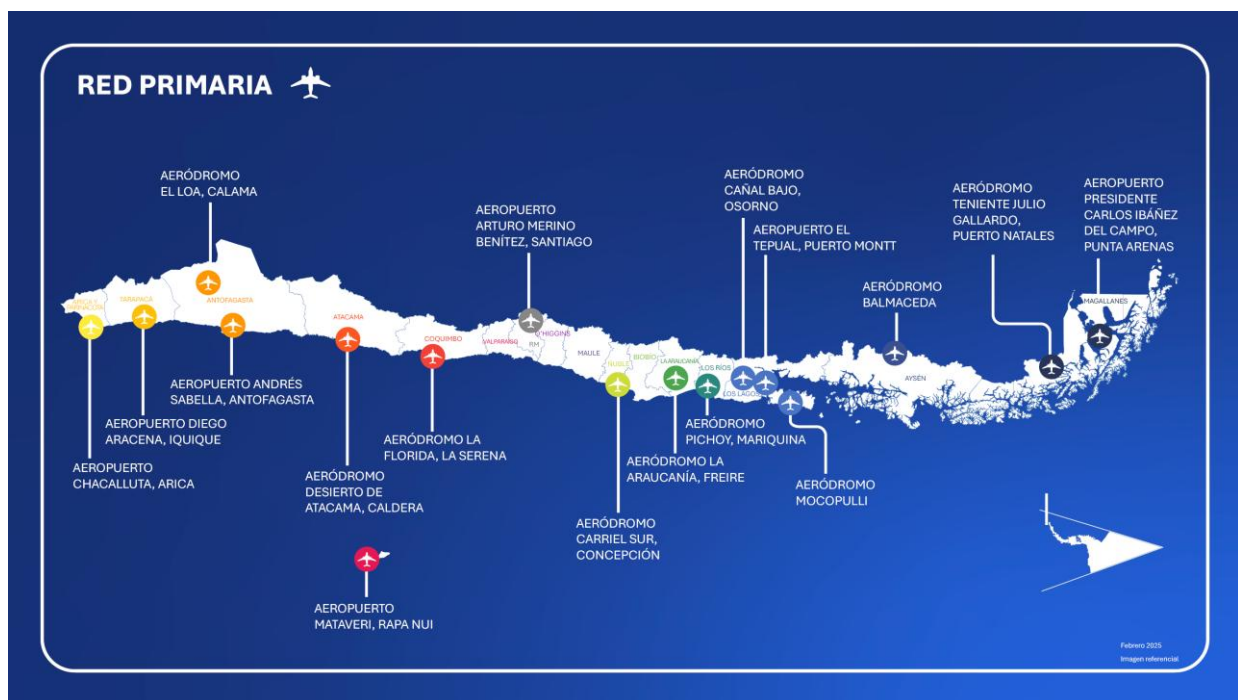 RED PRIMARIA
AERÓDROMO
EL LOA, CALAMA
AEROPUERTO
ARTURO MERINO
BENÍTEZ, SANTIAGO
AERÓDROMO
CAÑAL BAJO,
OSORNO
AEROPUERTO EL
TEPUAL, PUERTO MONTT
AERÓDROMO
BALMACEDA
AERÓDROMO
TENIENTE JULIO
GALLARDO,
PUERTO NATALES
AEROPUERTO
PRESIDENTE
CARLOS IBÁÑEZ
DEL CAMPO,
PUNTA ARENAS
ARICA Y
PARINACOTA
TARAPACÁ
ANTOFAGASTA
ATACAMA
COQUIMBO
VALPARAÍSO
RM
O'HIGGINS
MAULE
ÑUBLE
BIOBÍO
LA ARAUCANÍA
LOS RÍOS
LOS LAGOS
AYSÉN
MAGALLANES
AEROPUERTO
CHACALLUTA, ARICA
AEROPUERTO DIEGO
ARACENA, IQUIQUE
AEROPUERTO ANDRÉS
SABELLA, ANTOFAGASTA
AERÓDROMO
DESIERTO DE
ATACAMA, CALDERA
AERÓDROMO LA
FLORIDA, LA SERENA
AERÓDROMO
CARRIEL SUR,
CONCEPCIÓN
AERÓDROMO LA
ARAUCANÍA, FREIRE
AERÓDROMO
PICHOY, MARIQUINA
AERÓDROMO
MOCOPULLI
AEROPUERTO
MATAVERI, RAPA NUI
Febrero 2025
Imagen referencial